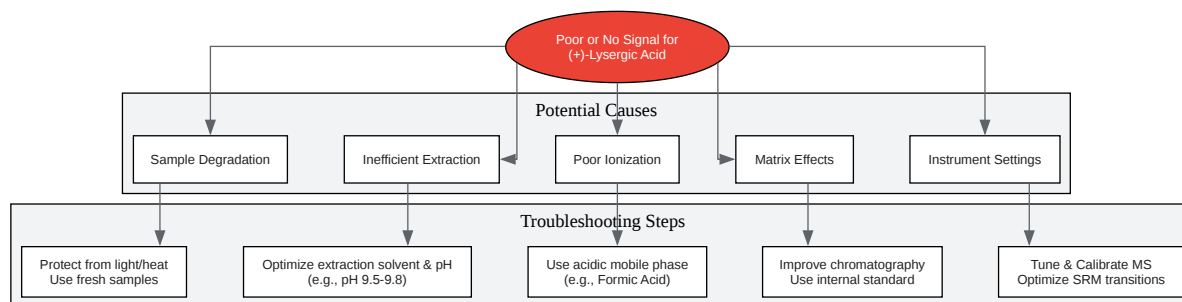 Poor or No Signal for
(+)-Lysergic Acid
Potential Causes
Sample Degradation
Inefficient Extraction
Poor Ionization
Matrix Effects
Instrument Settings
Troubleshooting Steps
Protect from light/heat
Use fresh samples
Optimize extraction solvent & pH
(e.g., pH 9.5-9.8)
Use acidic mobile phase
(e.g., Formic Acid)
Improve chromatography
Use internal standard
Tune & Calibrate MS
Optimize SRM transitions